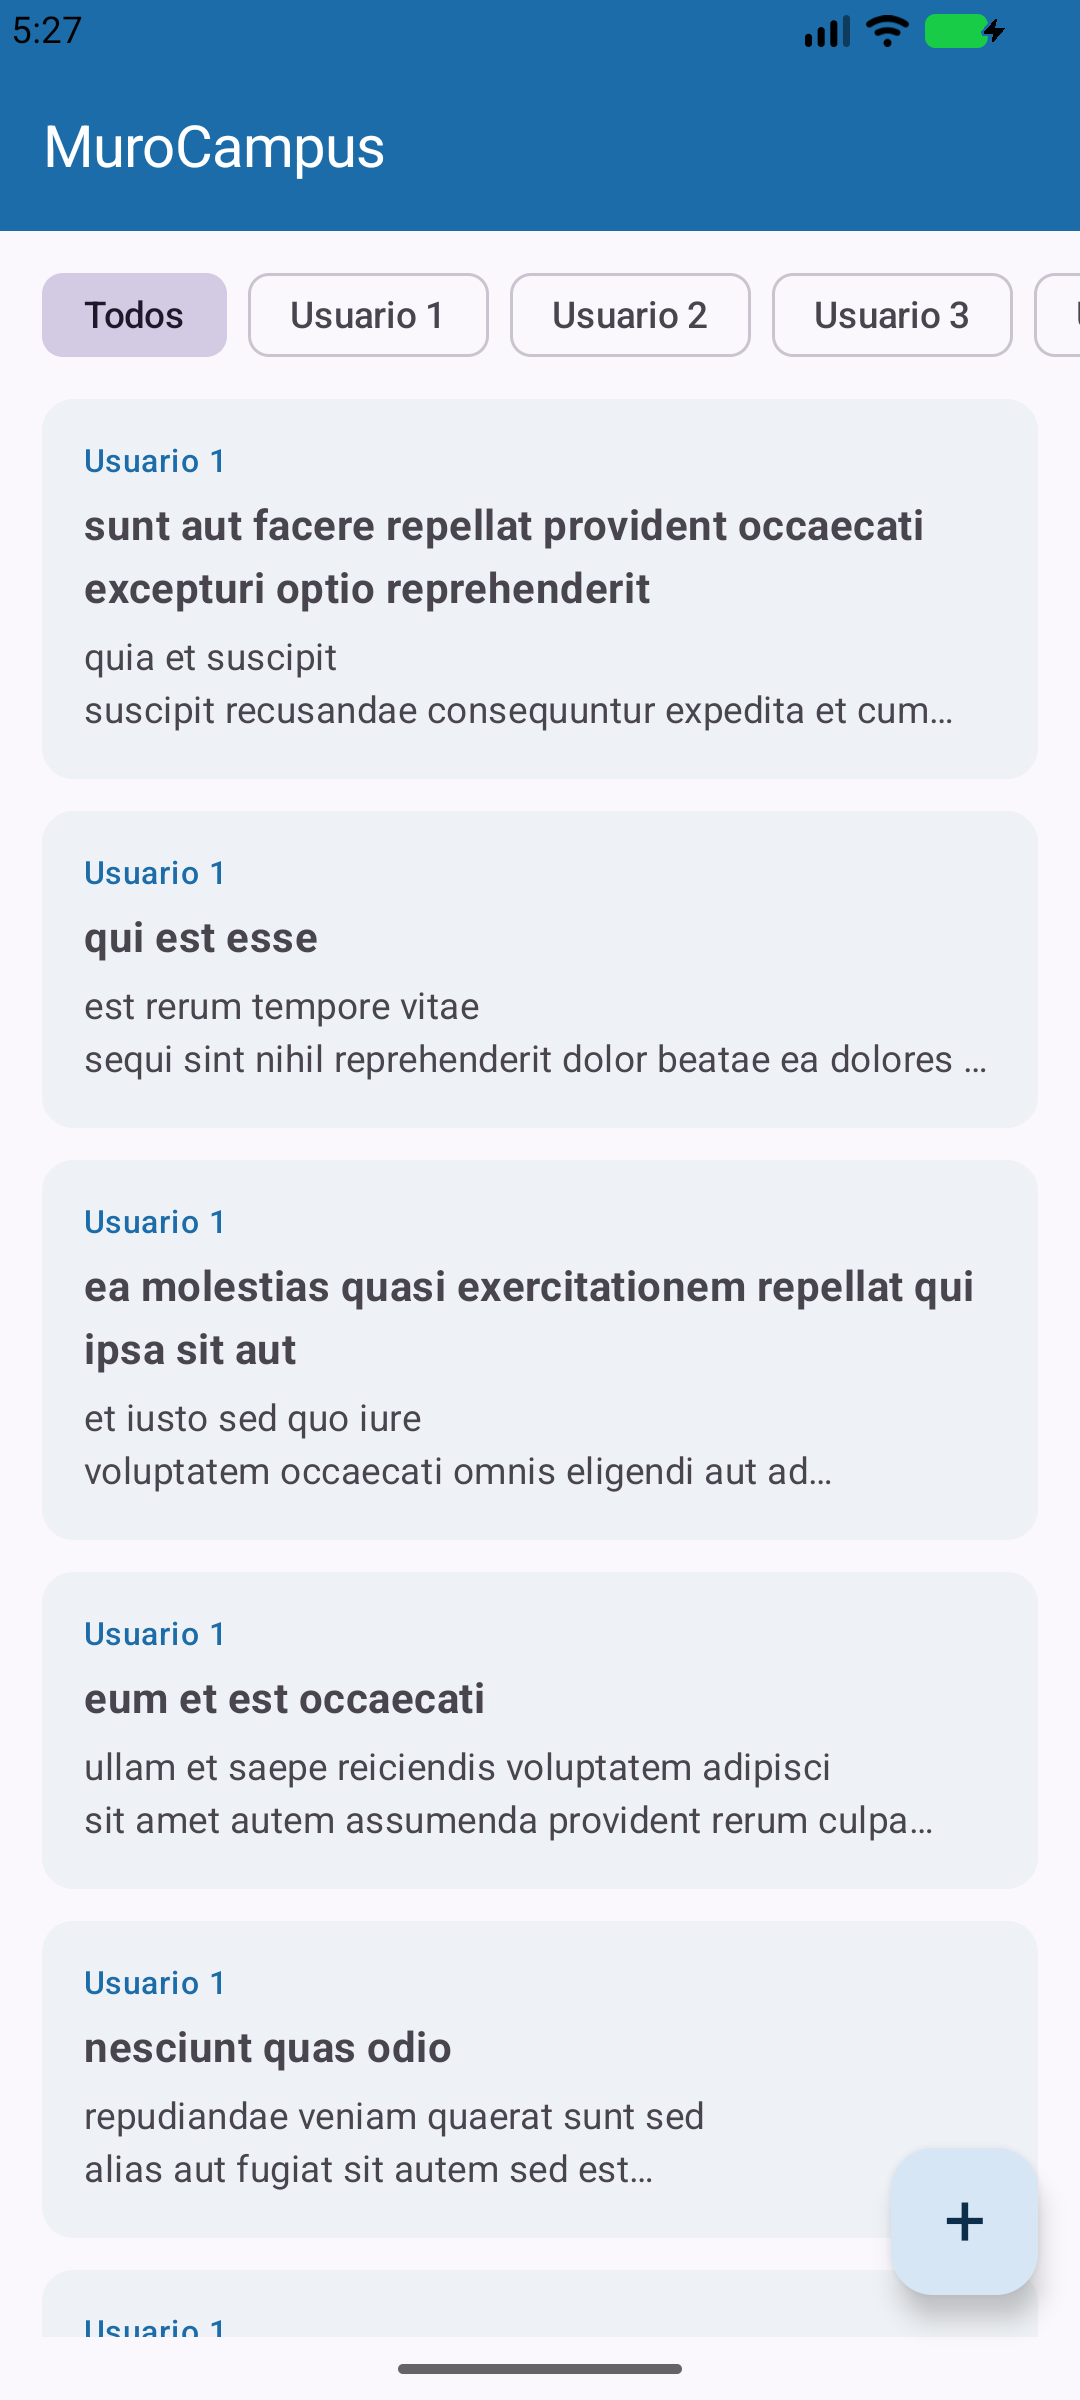 5:27
MuroCampus
Todos
Usuario 1
Usuario 2
Usuario 3
Usuario 1
sunt aut facere repellat provident occaecati
excepturi optio reprehenderit
quia et suscipit
suscipit recusandae consequuntur expedita et cum…
Usuario 1
qui est esse
est rerum tempore vitae
sequi sint nihil reprehenderit dolor beatae ea dolores …
Usuario 1
ea molestias quasi exercitationem repellat qui
ipsa sit aut
et iusto sed quo iure
voluptatem occaecati omnis eligendi aut ad…
Usuario 1
eum et est occaecati
ullam et saepe reiciendis voluptatem adipisci
sit amet autem assumenda provident rerum culpa…
Usuario 1
nesciunt quas odio
repudiandae veniam quaerat sunt sed
alias aut fugiat sit autem sed est…
+
Usuario 1